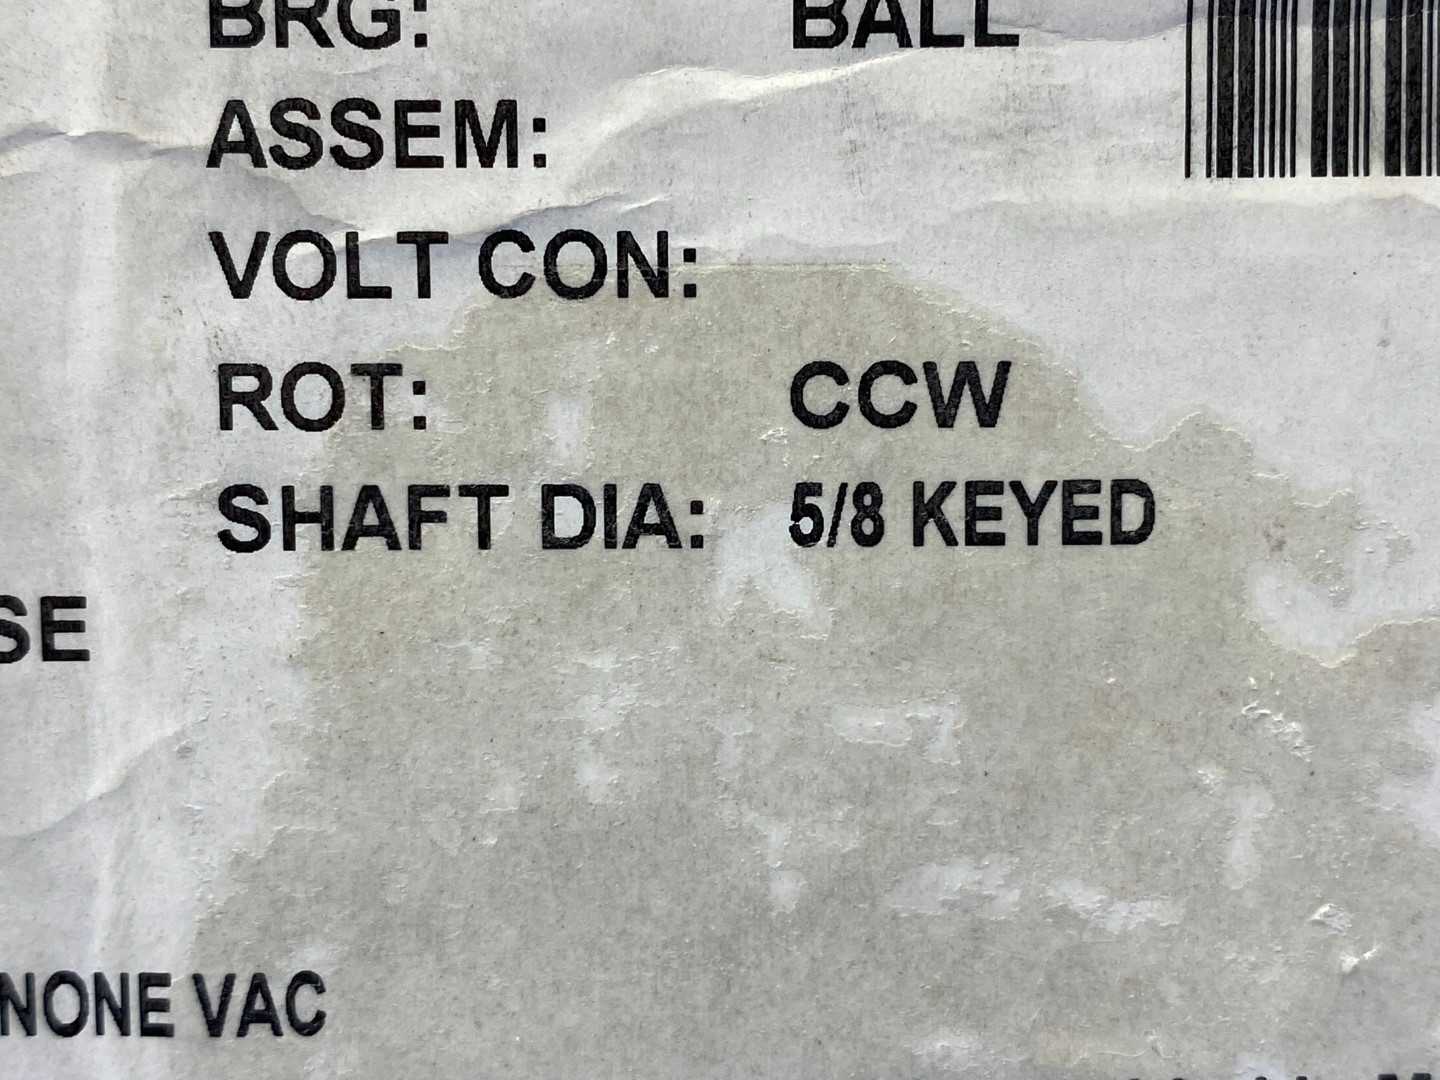 BRG: BALL
ASSEM:
VOLT CON:
ROT: CCW
SHAFT DIA: 5/8 KEYED
SE
NONE VAC